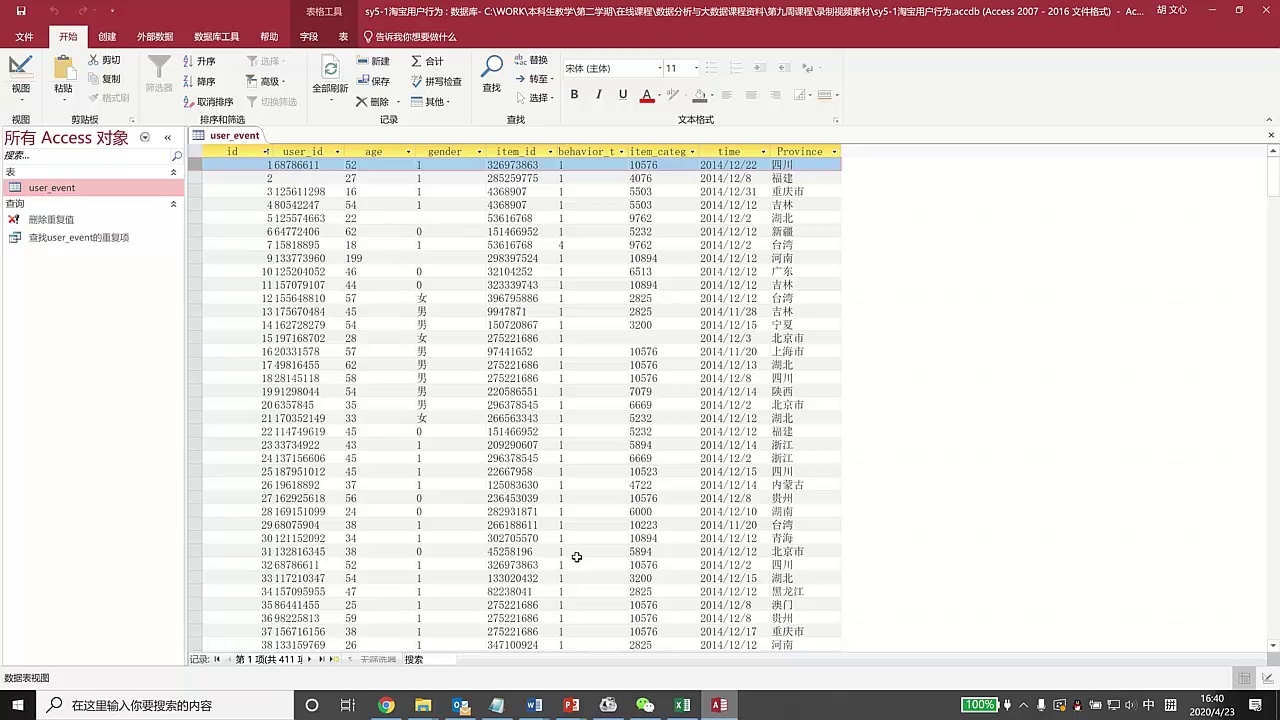 表格工具
sy5-1淘宝用户行为 : 数据库- C:\WORK\本科生教学\第二学期\在线课程\数据分析与大数据课程资料\第九周课程\录制视频素材\sy5-1淘宝用户行为.accdb (Access 2007 - 2016 文件格式) - Ac...
胡 文心
文件 开始 创建 外部数据 数据库工具 帮助 字段 表 告诉我你想要做什么
视图 粘贴 剪切 复制 格式刷 筛选器 升序 降序 取消排序 选择 高级 切换筛选 全部刷新 新建 保存 删除 合计 拼写检查 其他 查找 替换 转至 选择 宋体 (主体) 11 B I U A
视图 剪贴板 排序和筛选 记录 查找 文本格式
所有 Access 对象 «
搜索...
表
user_event
查询
删除重复值
查找user_event的重复项
user_event
id user_id age gender item_id behavior_t item_categ time Province
1 68786611 52 1 326973863 1 10576 2014/12/22 四川
2 27 1 285259775 1 4076 2014/12/8 福建
3 125611298 16 1 4368907 1 5503 2014/12/31 重庆市
4 80542247 54 1 4368907 1 5503 2014/12/12 吉林
5 125574663 22 53616768 1 9762 2014/12/2 湖北
6 64772406 62 0 151466952 1 5232 2014/12/12 新疆
7 15818895 18 1 53616768 4 9762 2014/12/2 台湾
9 133773960 199 298397524 1 10894 2014/12/12 河南
10 125204052 46 0 32104252 1 6513 2014/12/12 广东
11 157079107 44 0 323339743 1 10894 2014/12/12 吉林
12 155648810 57 女 396795886 1 2825 2014/12/12 台湾
13 175670484 45 男 9947871 1 2825 2014/11/28 吉林
14 162728279 54 男 150720867 1 3200 2014/12/15 宁夏
15 197168702 28 女 275221686 1 2014/12/3 北京市
16 20331578 57 男 97441652 1 10576 2014/11/20 上海市
17 49816455 62 男 275221686 1 10576 2014/12/13 湖北
18 28145118 58 男 275221686 1 10576 2014/12/8 四川
19 91298044 54 男 220586551 1 7079 2014/12/14 陕西
20 6357845 35 男 296378545 1 6669 2014/12/2 北京市
21 170352149 33 女 266563343 1 5232 2014/12/12 湖北
22 114749619 45 0 151466952 1 5232 2014/12/12 福建
23 33734922 43 1 209290607 1 5894 2014/12/14 浙江
24 137156606 45 1 296378545 1 6669 2014/12/2 浙江
25 187951012 45 1 22667958 1 10523 2014/12/15 四川
26 19618892 37 1 125083630 1 4722 2014/12/14 内蒙古
27 162925618 56 0 236453039 1 10576 2014/12/8 贵州
28 169151099 24 0 282931871 1 6000 2014/12/10 湖南
29 68075904 38 1 266188611 1 10223 2014/11/20 台湾
30 121152092 34 1 302705570 1 10894 2014/12/12 青海
31 132816345 38 0 45258196 1 5894 2014/12/12 北京市
32 68786611 52 1 326973863 1 10576 2014/12/2 四川
33 117210347 54 1 133020432 1 3200 2014/12/15 湖北
34 157095955 47 1 82238041 1 2825 2014/12/12 黑龙江
35 86441455 25 1 275221686 1 10576 2014/12/8 澳门
36 98225813 59 1 275221686 1 10576 2014/12/8 贵州
37 156716156 38 1 275221686 1 10576 2014/12/17 重庆市
38 133159769 26 1 347100924 1 2825 2014/12/12 河南
记录: 第 1 项(共 411 项 无筛选器 搜索
数据表视图
在这里输入你要搜索的内容
100% 中 拼 16:40
2020/4/23